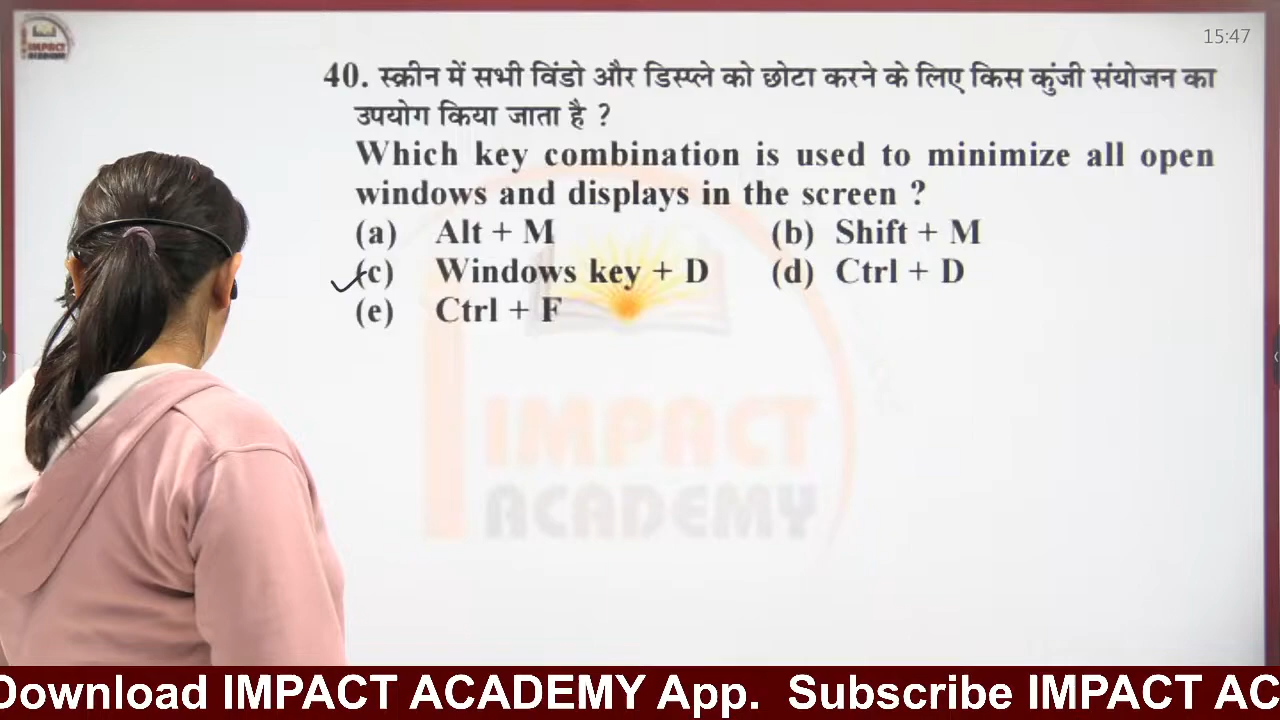 IMPACT
ACADEMY
15:47
40. स्क्रीन में सभी विंडो और डिस्प्ले को छोटा करने के लिए किस कुंजी संयोजन का
उपयोग किया जाता है ?
Which key combination is used to minimize all open
windows and displays in the screen ?
(a) Alt + M (b) Shift + M
(c) Windows key + D (d) Ctrl + D
(e) Ctrl + F
IMPACT
ACADEMY
Download IMPACT ACADEMY App. Subscribe IMPACT AC